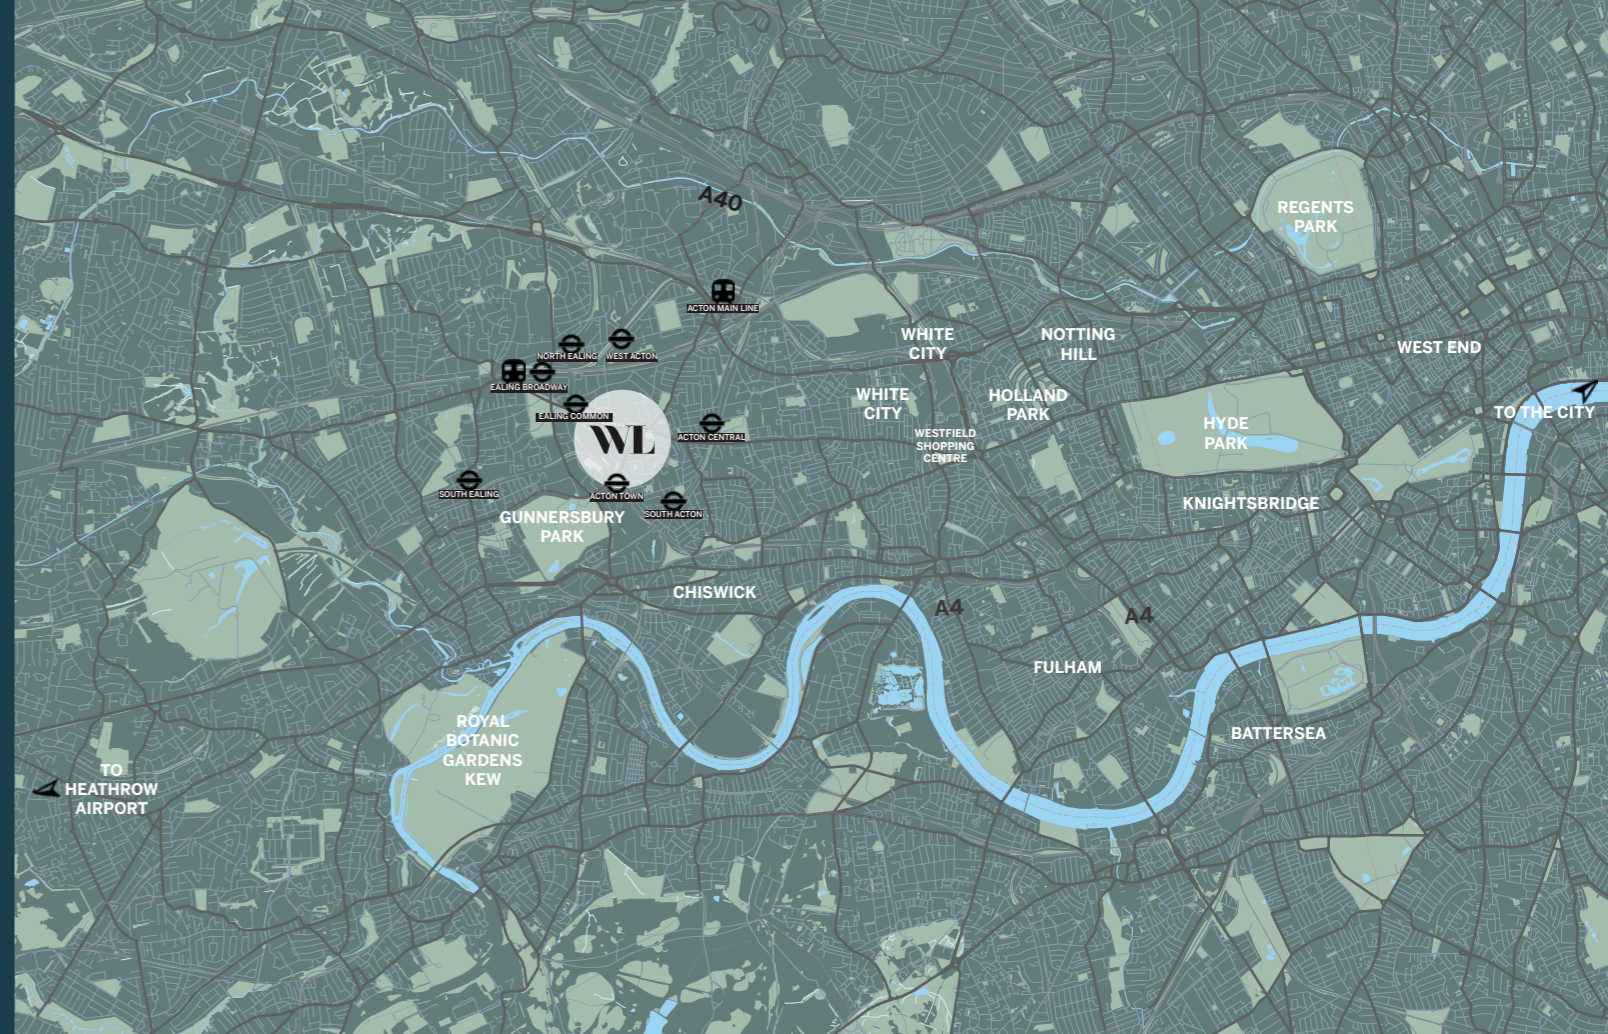 A40
REGENTS
PARK
ACTON MAIN LINE
WHITE
CITY
NOTTING
HILL
WEST END
NORTH EALING
WEST ACTON
EALING BROADWAY
EALING COMMON
WL
ACTON CENTRAL
WHITE
CITY
HOLLAND
PARK
WESTFIELD
SHOPPING
CENTRE
HYDE
PARK
TO THE CITY
SOUTH EALING
ACTON TOWN
SOUTH ACTON
KNIGHTSBRIDGE
GUNNERSBURY
PARK
CHISWICK
A4
A4
FULHAM
ROYAL
BOTANIC
GARDENS
KEW
BATTERSEA
TO
HEATHROW
AIRPORT